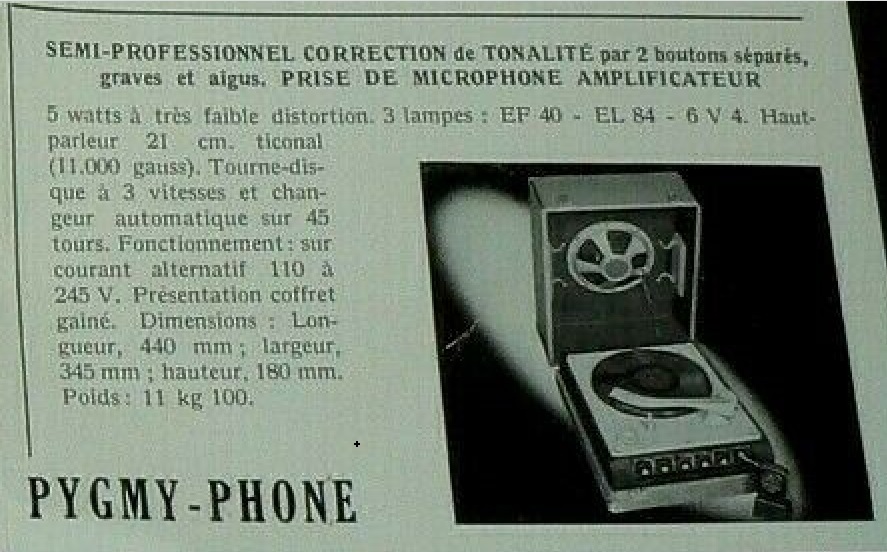 SEMI-PROFESSIONNEL CORRECTION de TONALITÉ par 2 boutons séparés,
graves et aigus. PRISE DE MICROPHONE AMPLIFICATEUR
5 watts à très faible distortion. 3 lampes : EF 40 - EL 84 - 6 V 4. Haut-
parleur 21 cm. ticonal
(11.000 gauss). Tourne-dis-
que à 3 vitesses et chan-
geur automatique sur 45
tours. Fonctionnement : sur
courant alternatif 110 à
245 V. Présentation coffret
gainé. Dimensions : Lon-
gueur, 440 mm ; largeur,
345 mm ; hauteur, 180 mm.
Poids : 11 kg 100.
PYGMY-PHONE